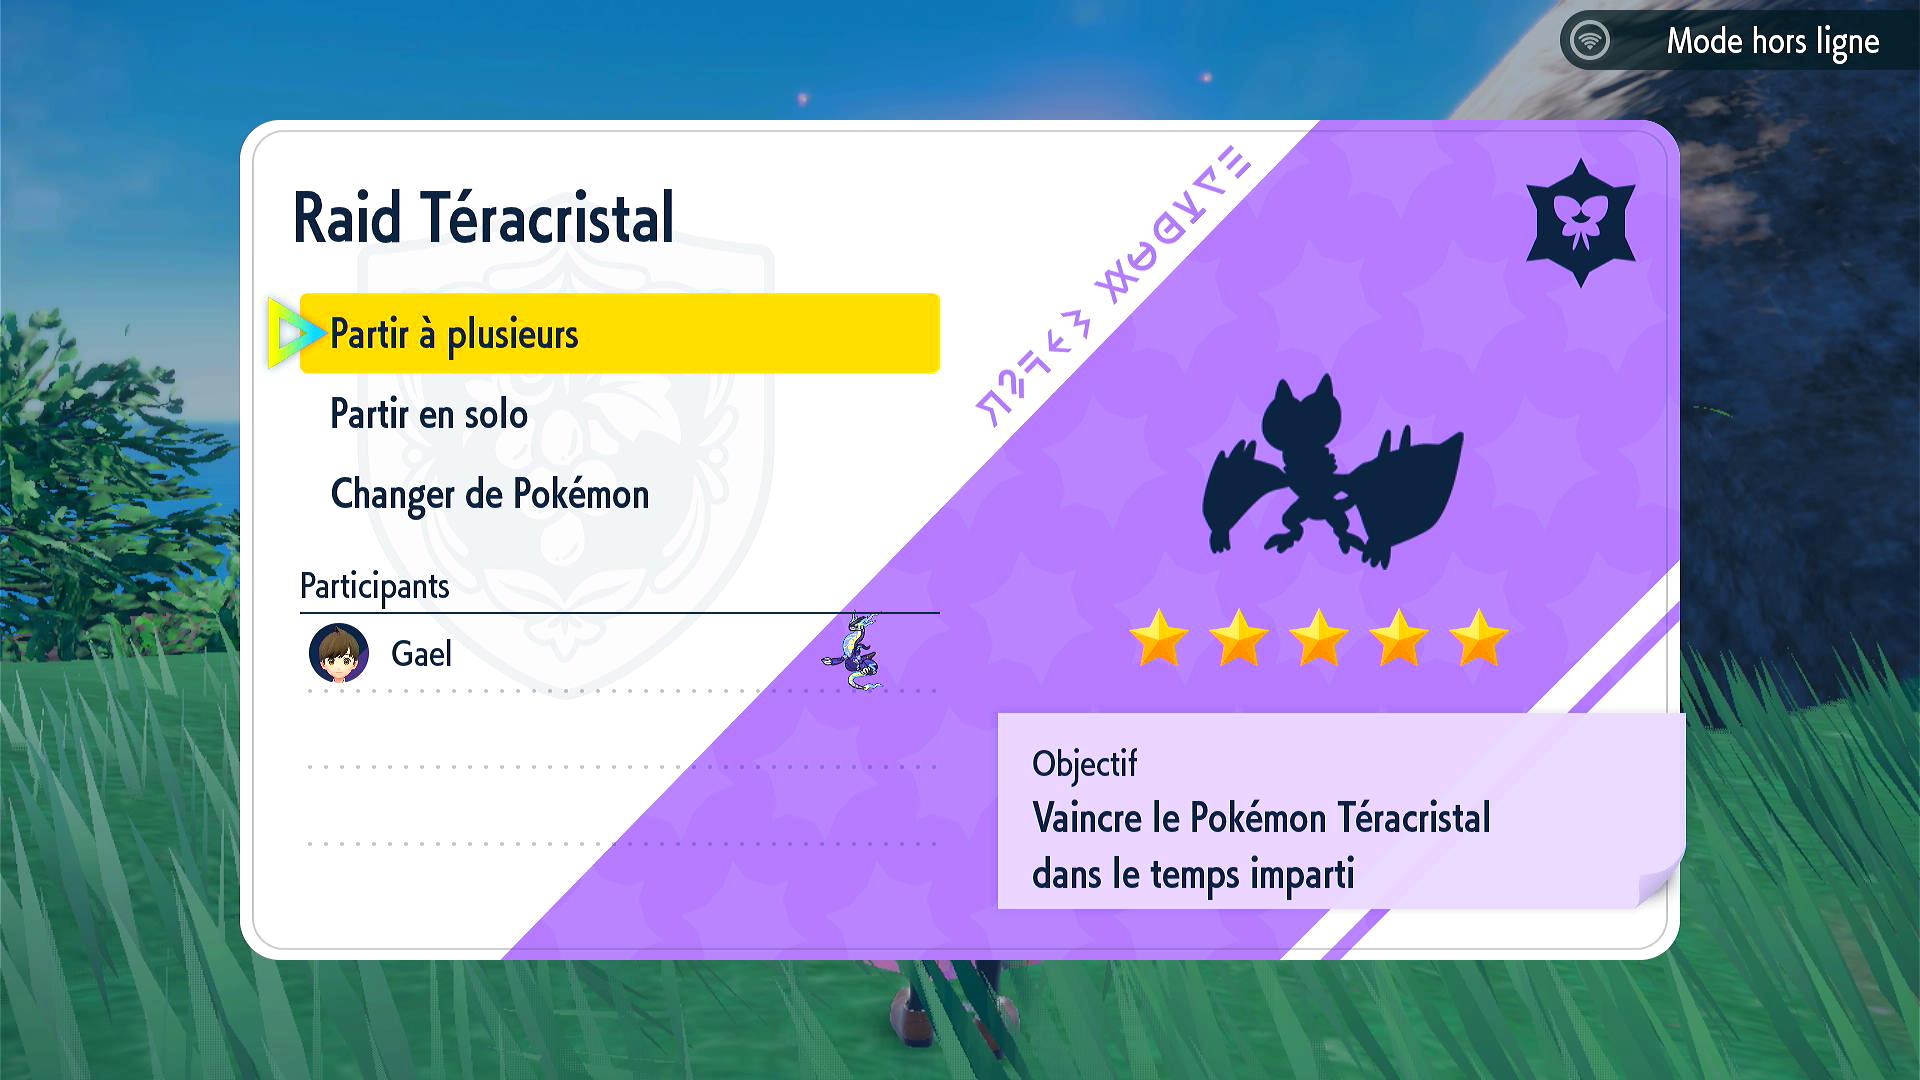 Mode hors ligne
Raid Téracristal
Partir à plusieurs
Partir en solo
Changer de Pokémon
Participants
Gael
Objectif
Vaincre le Pokémon Téracristal
dans le temps imparti